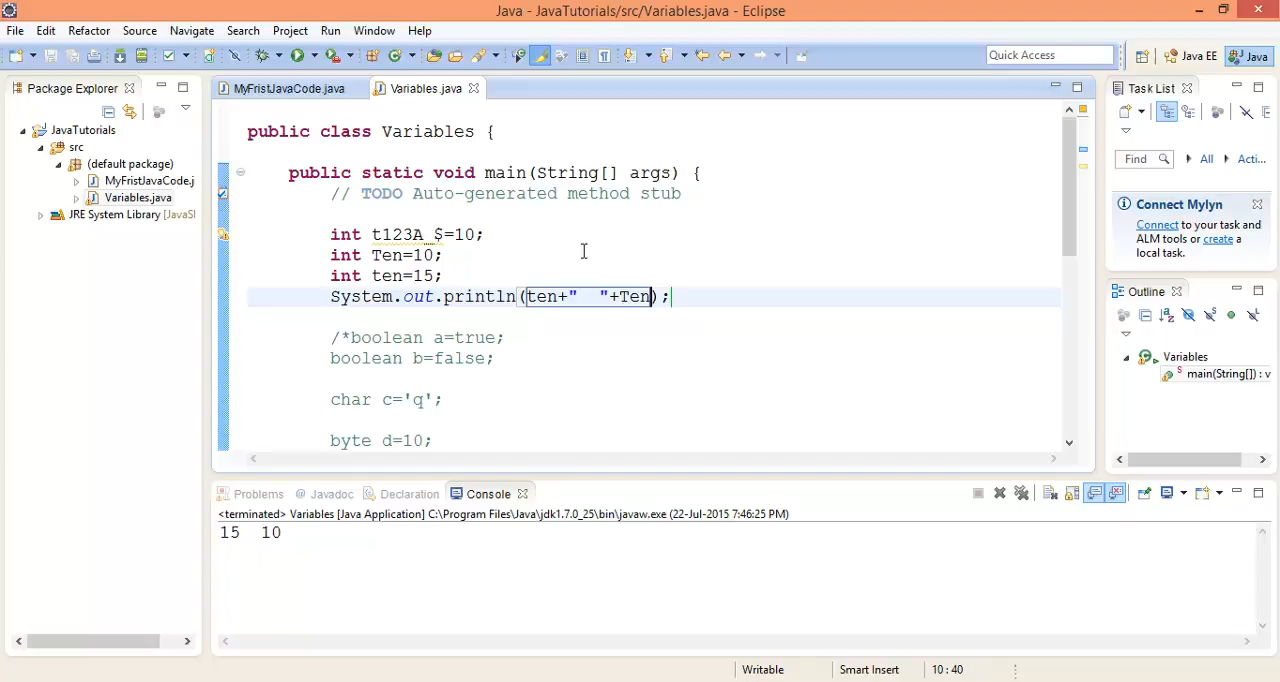 Java - JavaTutorials/src/Variables.java - Eclipse
File Edit Refactor Source Navigate Search Project Run Window Help
Quick Access
Java EE
Java
Package Explorer
JavaTutorials
src
(default package)
MyFristJavaCode.j
Variables.java
JRE System Library [JavaS
MyFristJavaCode.java
Variables.java
public class Variables {
public static void main(String[] args) {
// TODO Auto-generated method stub
int t123A_$=10;
int Ten=10;
int ten=15;
System.out.println(ten+"  "+Ten);
/*boolean a=true;
boolean b=false;
char c='q';
byte d=10;
Task List
Find
All
Acti...
Connect Mylyn
Connect to your task and
ALM tools or create a
local task.
Outline
Variables
main(String[]) : v
Problems
@ Javadoc
Declaration
Console
<terminated> Variables [Java Application] C:\Program Files\Java\jdk1.7.0_25\bin\javaw.exe (22-Jul-2015 7:46:25 PM)
15  10
Writable
Smart Insert
10 : 40